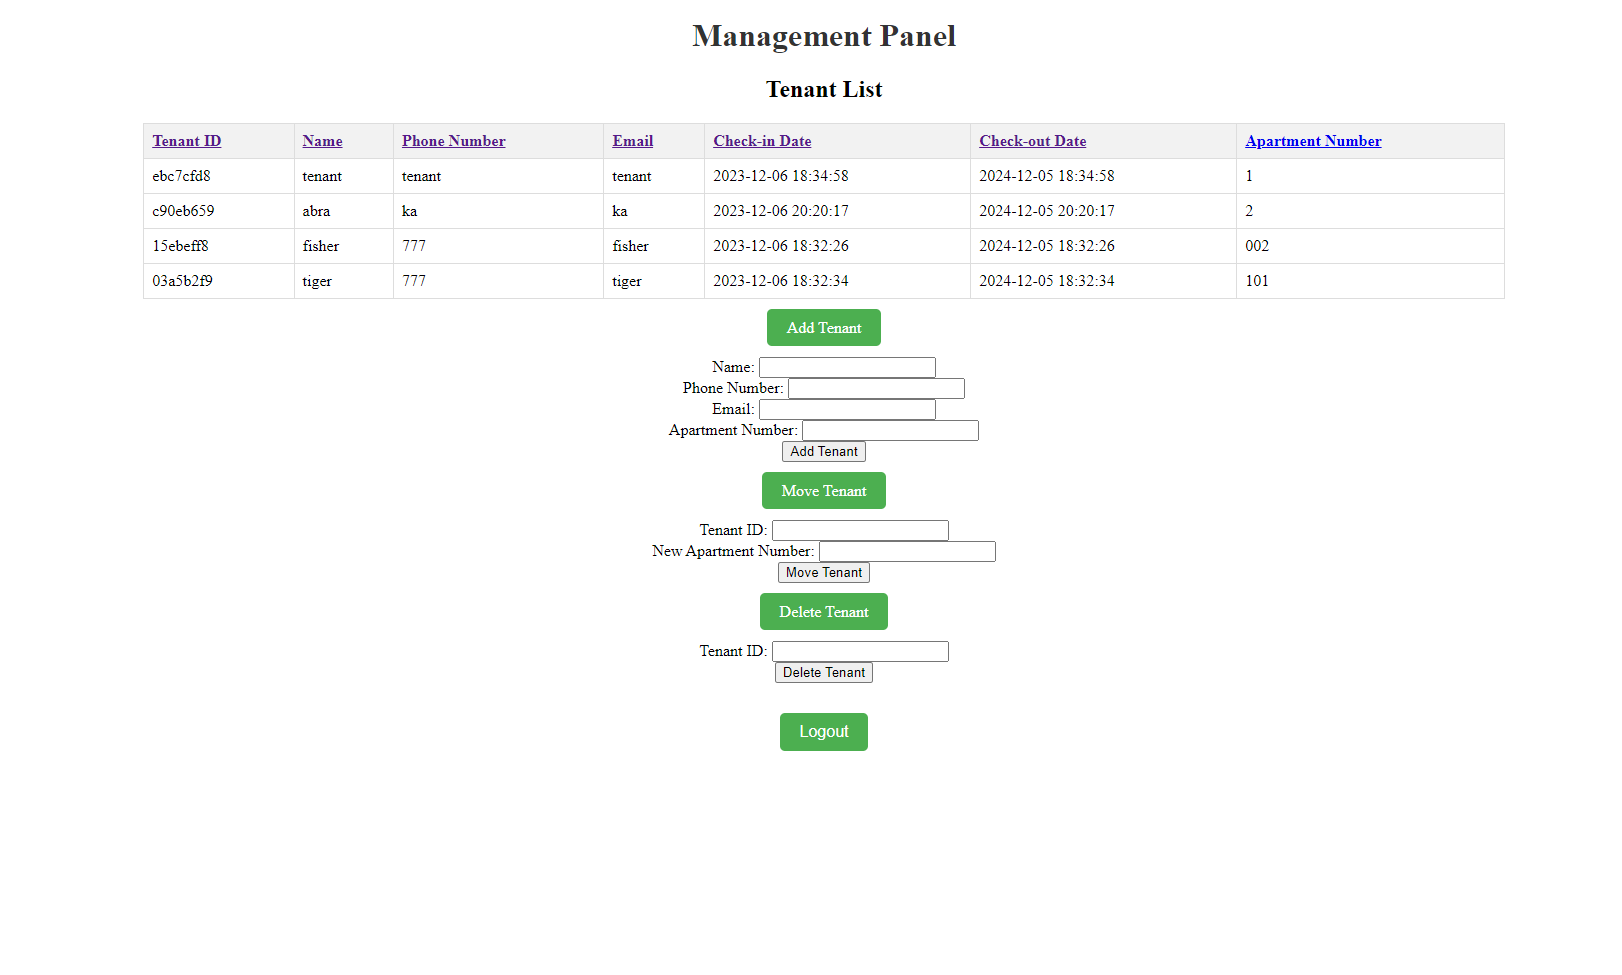 Management Panel
Tenant List
Tenant ID Name Phone Number Email Check-in Date Check-out Date Apartment Number
ebc7cfd8 tenant tenant tenant 2023-12-06 18:34:58 2024-12-05 18:34:58 1
c90eb659 abra ka ka 2023-12-06 20:20:17 2024-12-05 20:20:17 2
15ebeff8 fisher 777 fisher 2023-12-06 18:32:26 2024-12-05 18:32:26 002
03a5b2f9 tiger 777 tiger 2023-12-06 18:32:34 2024-12-05 18:32:34 101
Add Tenant
Name:
Phone Number:
Email:
Apartment Number:
Add Tenant
Move Tenant
Tenant ID:
New Apartment Number:
Move Tenant
Delete Tenant
Tenant ID:
Delete Tenant
Logout